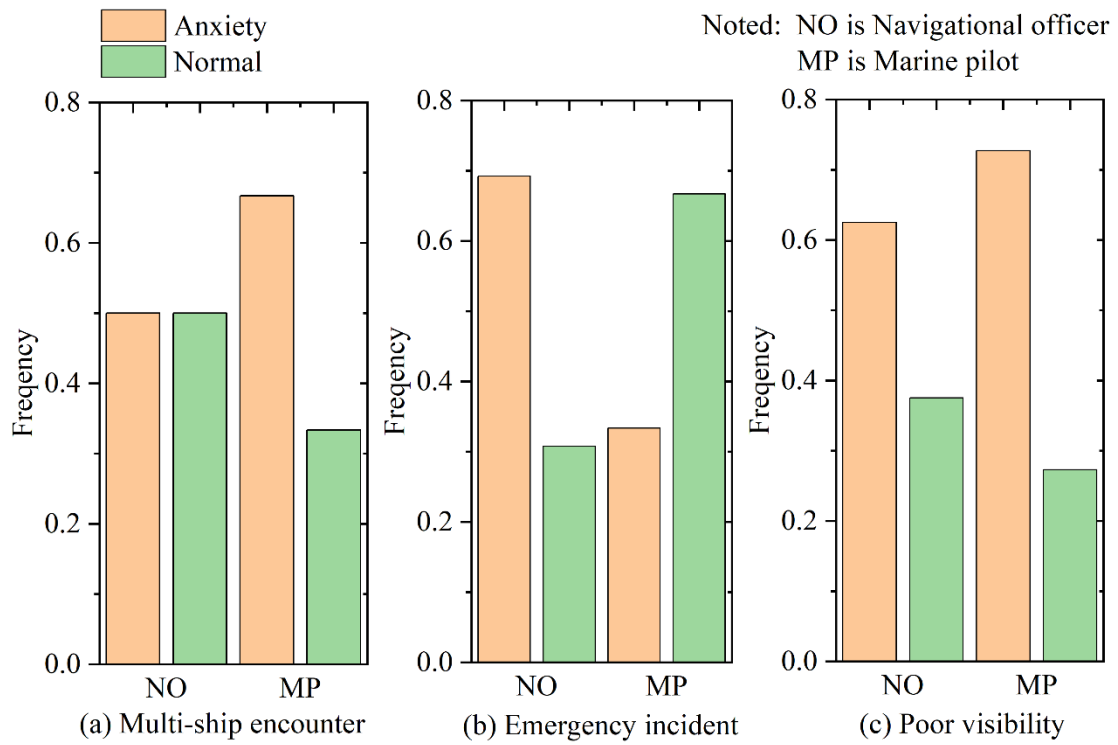 Anxiety
Normal
Noted: NO is Navigational officer
MP is Marine pilot
Freqency
0.8
0.6
0.4
0.2
0.0
NO MP
(a) Multi-ship encounter
Freqency
0.8
0.6
0.4
0.2
0.0
NO MP
(b) Emergency incident
Freqency
0.8
0.6
0.4
0.2
0.0
NO MP
(c) Poor visibility